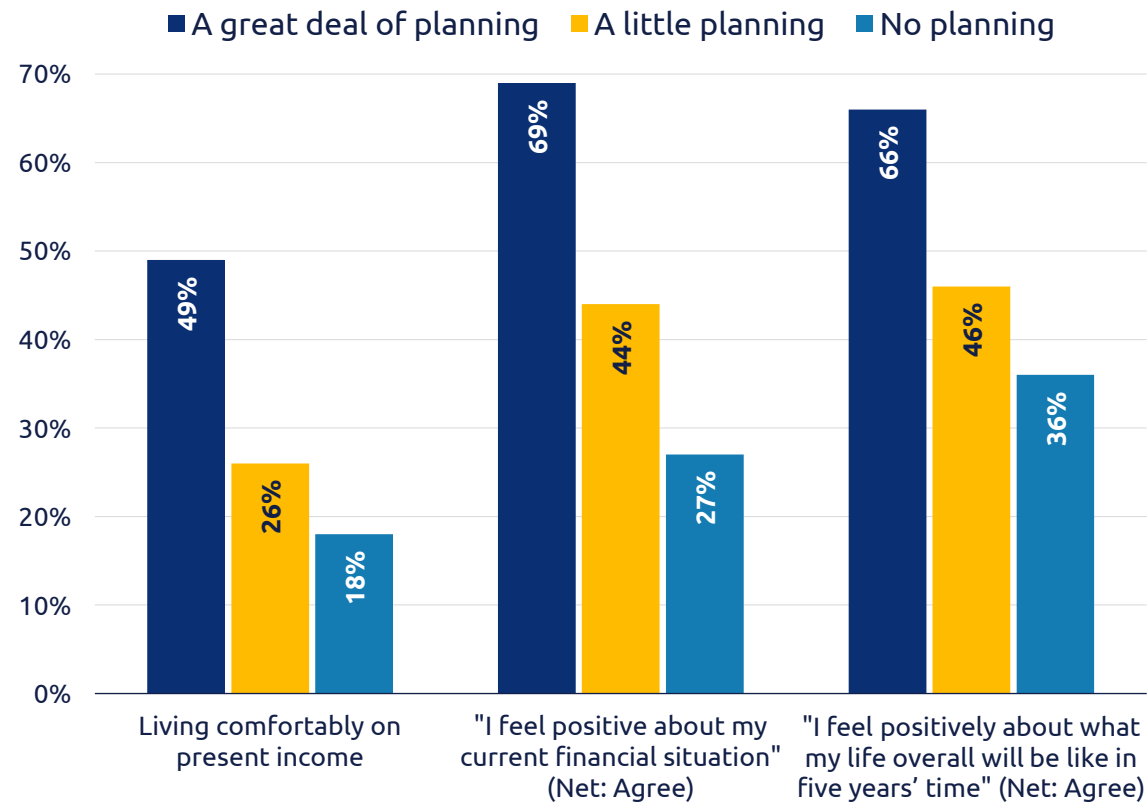 A great deal of planning A little planning No planning
70%
60%
50%
40%
30%
20%
10%
0%
49%
26%
18%
69%
44%
27%
66%
46%
36%
Living comfortably on
present income
"I feel positive about my
current financial situation"
(Net: Agree)
"I feel positively about what
my life overall will be like in
five years’ time" (Net: Agree)